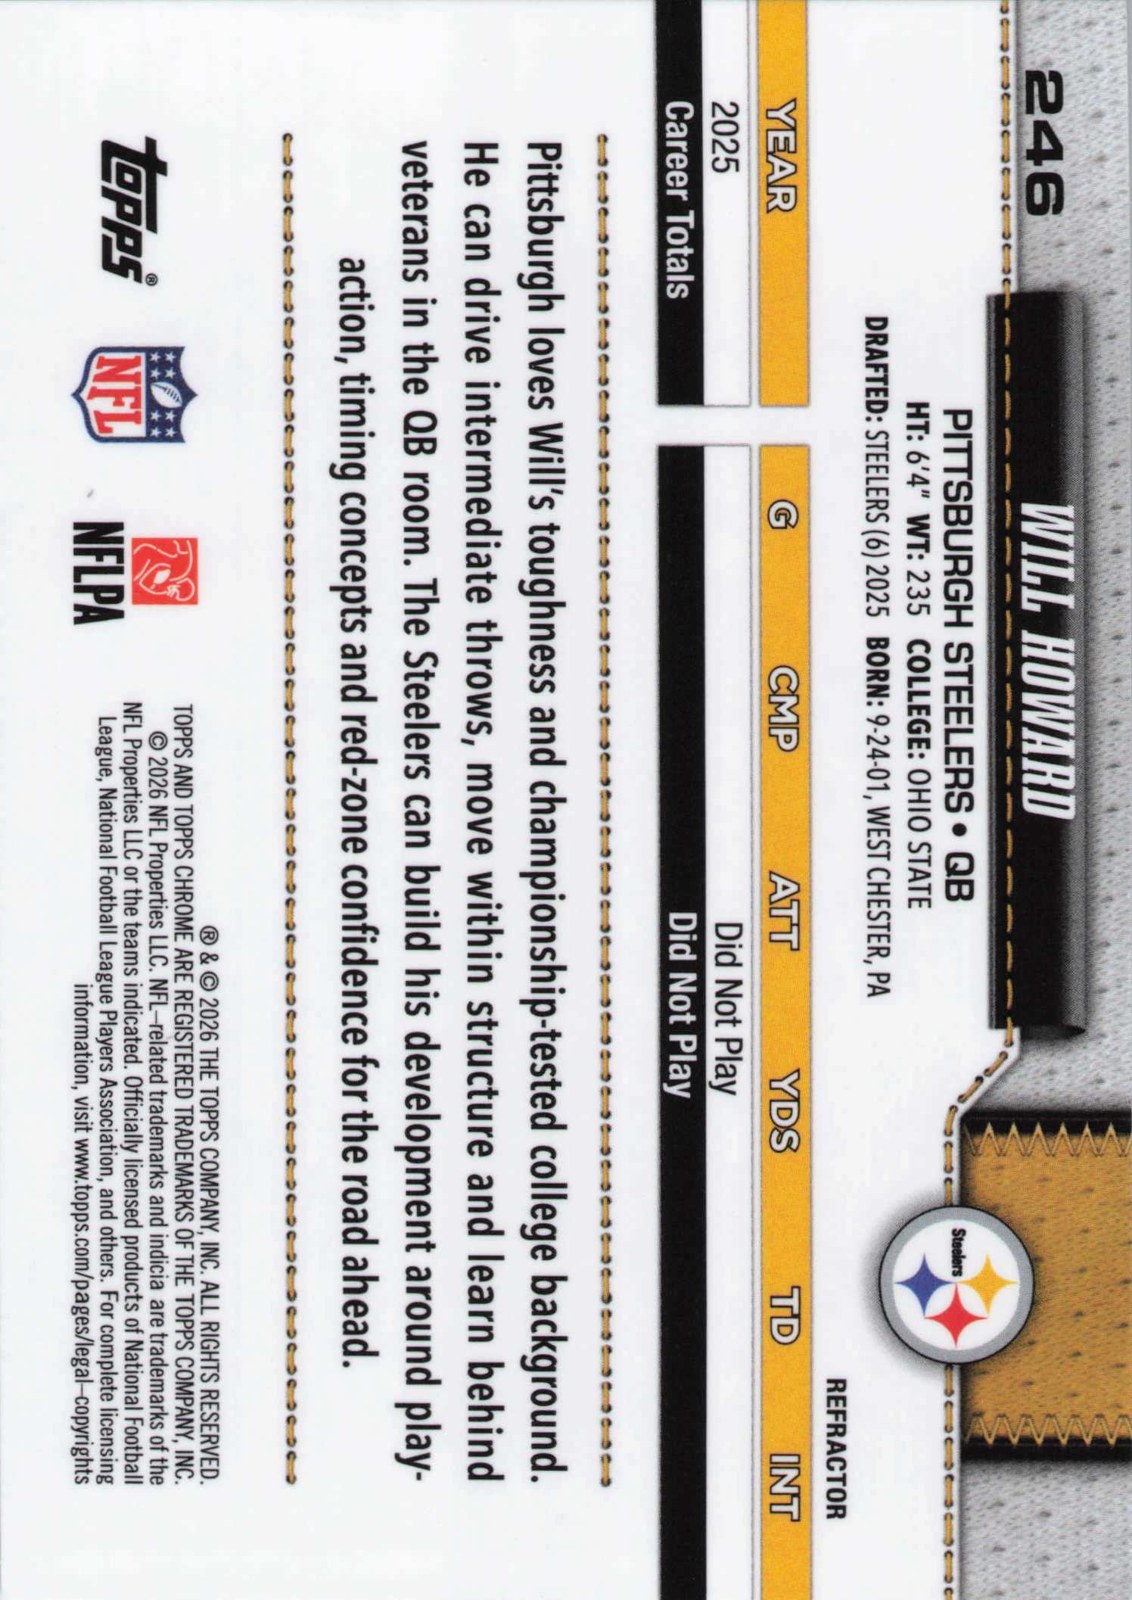 246
WILL HOWARD
PITTSBURGH STEELERS • QB
HT: 6'4" WT: 235 COLLEGE: OHIO STATE
DRAFTED: STEELERS (6) 2025 BORN: 9-24-01, WEST CHESTER, PA
Steelers
REFRACTOR
YEAR G CMP ATT YDS TD INT
2025 Did Not Play
Career Totals Did Not Play
Pittsburgh loves Will's toughness and championship-tested college background.
He can drive intermediate throws, move within structure and learn behind
veterans in the QB room. The Steelers can build his development around play-
action, timing concepts and red-zone confidence for the road ahead.
topps®
NFL
NFLPA
® & © 2026 THE TOPPS COMPANY, INC. ALL RIGHTS RESERVED.
TOPPS AND TOPPS CHROME ARE REGISTERED TRADEMARKS OF THE TOPPS COMPANY, INC.
© 2026 NFL Properties LLC. NFL-related trademarks and indicia are trademarks of the
NFL Properties LLC or the teams indicated. Officially licensed products of National Football
League, National Football League Players Association, and others. For complete licensing
information, visit www.topps.com/pages/legal-copyrights